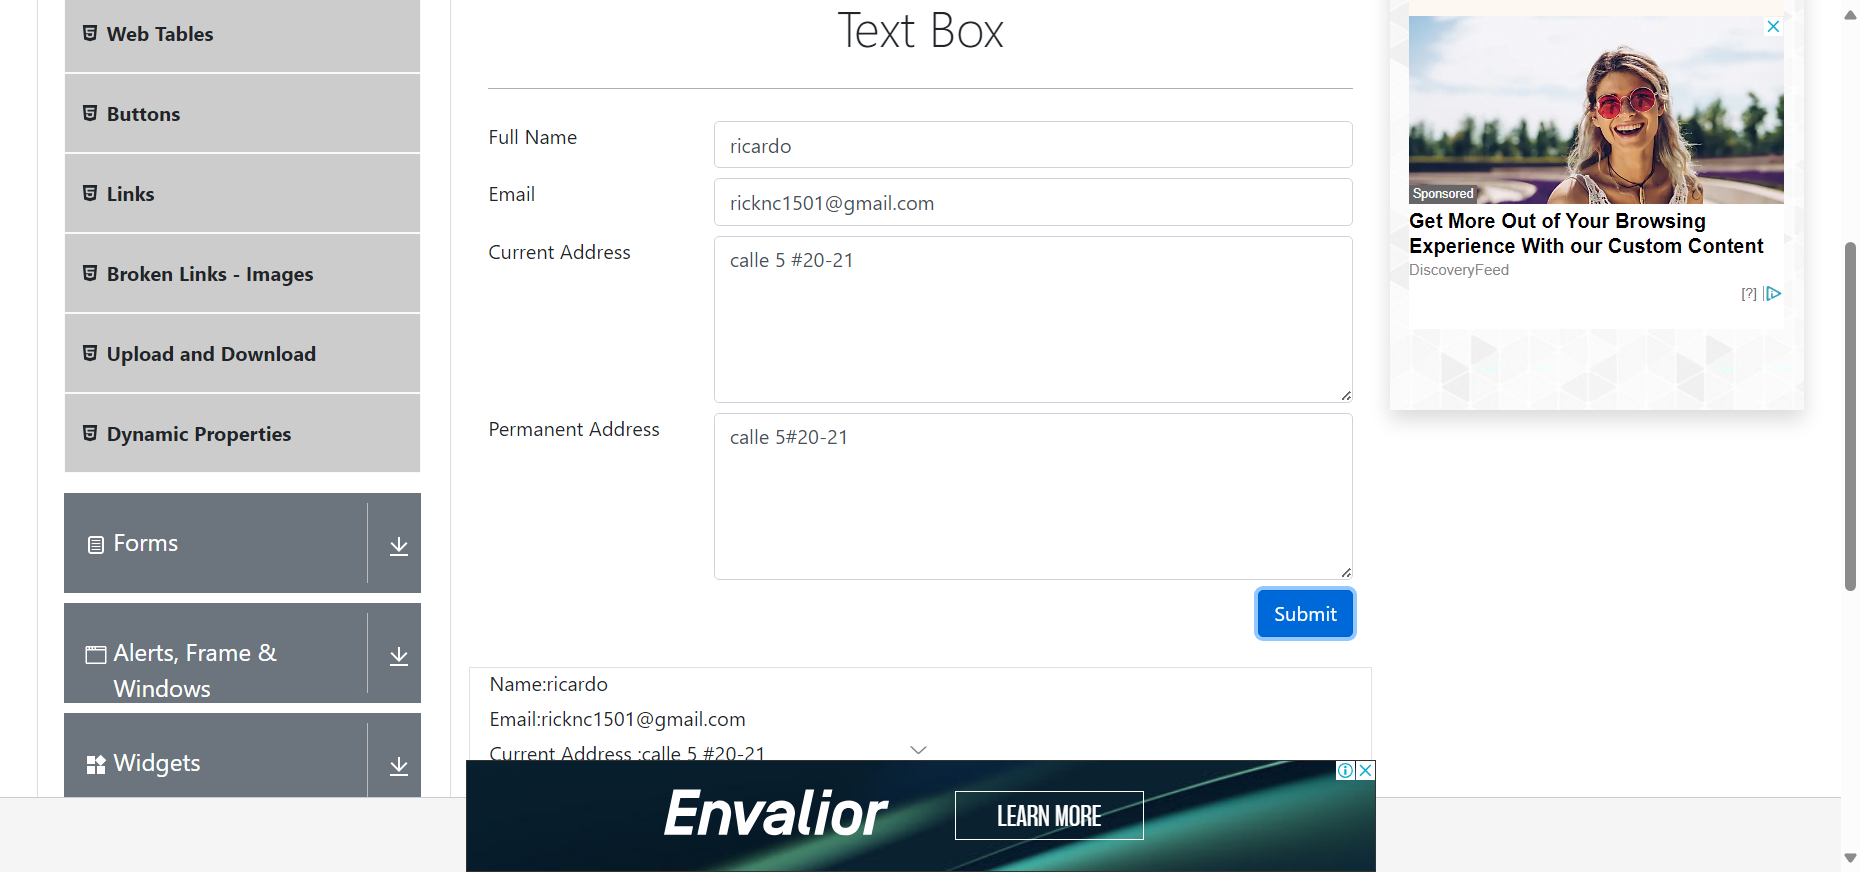 Web Tables
Buttons
Links
Broken Links - Images
Upload and Download
Dynamic Properties
Forms
Alerts, Frame &
Windows
Widgets
Text Box
Full Name
ricardo
Email
ricknc1501@gmail.com
Current Address
calle 5 #20-21
Permanent Address
calle 5#20-21
Submit
Name:ricardo
Email:ricknc1501@gmail.com
Current Address :calle 5 #20-21
Envalior
LEARN MORE
Sponsored
Get More Out of Your Browsing
Experience With our Custom Content
DiscoveryFeed
[?]